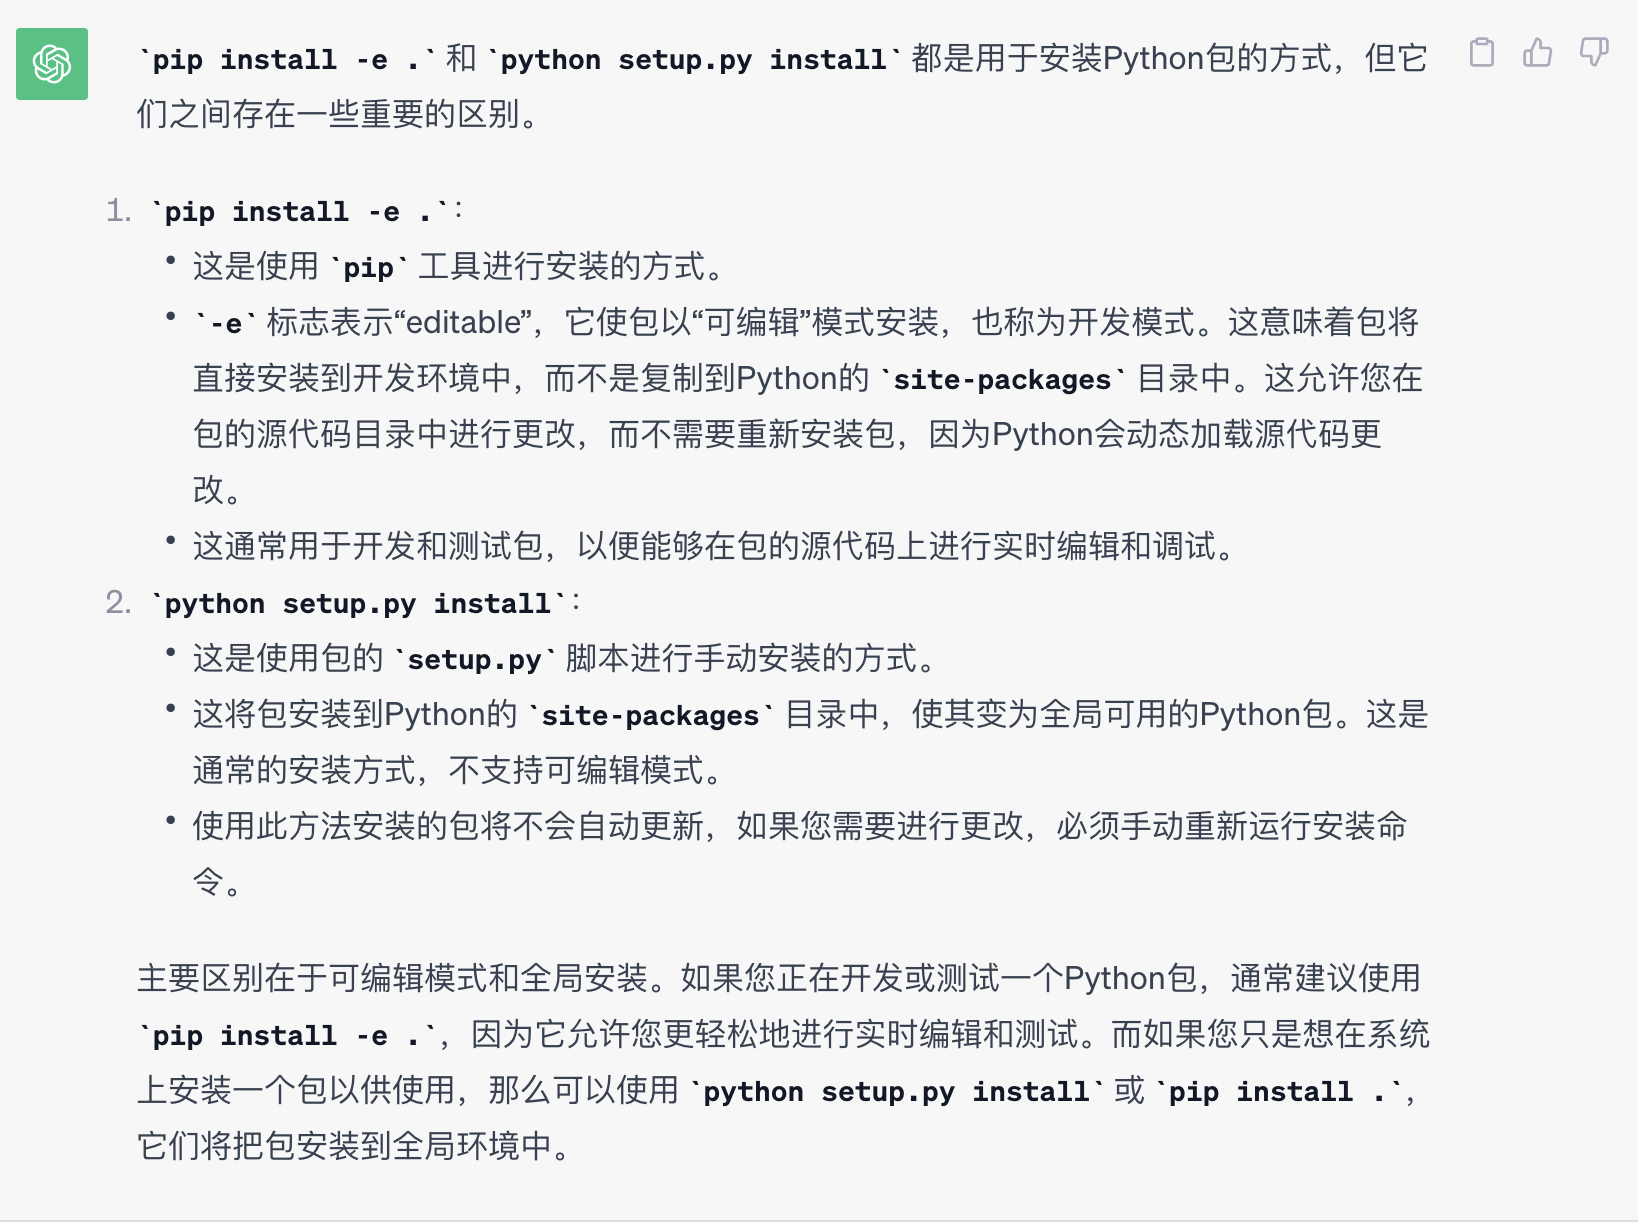 `pip install -e .` 和 `python setup.py install` 都是用于安装Python包的方式，但它
们之间存在一些重要的区别。
1. `pip install -e .`：
• 这是使用 `pip` 工具进行安装的方式。
• `-e` 标志表示“editable”，它使包以“可编辑”模式安装，也称为开发模式。这意味着包将
直接安装到开发环境中，而不是复制到Python的 `site-packages` 目录中。这允许您在
包的源代码目录中进行更改，而不需要重新安装包，因为Python会动态加载源代码更
改。
• 这通常用于开发和测试包，以便能够在包的源代码上进行实时编辑和调试。
2. `python setup.py install`：
• 这是使用包的 `setup.py` 脚本进行手动安装的方式。
• 这将包安装到Python的 `site-packages` 目录中，使其变为全局可用的Python包。这是
通常的安装方式，不支持可编辑模式。
• 使用此方法安装的包将不会自动更新，如果您需要进行更改，必须手动重新运行安装命
令。
主要区别在于可编辑模式和全局安装。如果您正在开发或测试一个Python包，通常建议使用
`pip install -e .`，因为它允许您更轻松地进行实时编辑和测试。而如果您只是想在系统
上安装一个包以供使用，那么可以使用 `python setup.py install` 或 `pip install .`，
它们将把包安装到全局环境中。